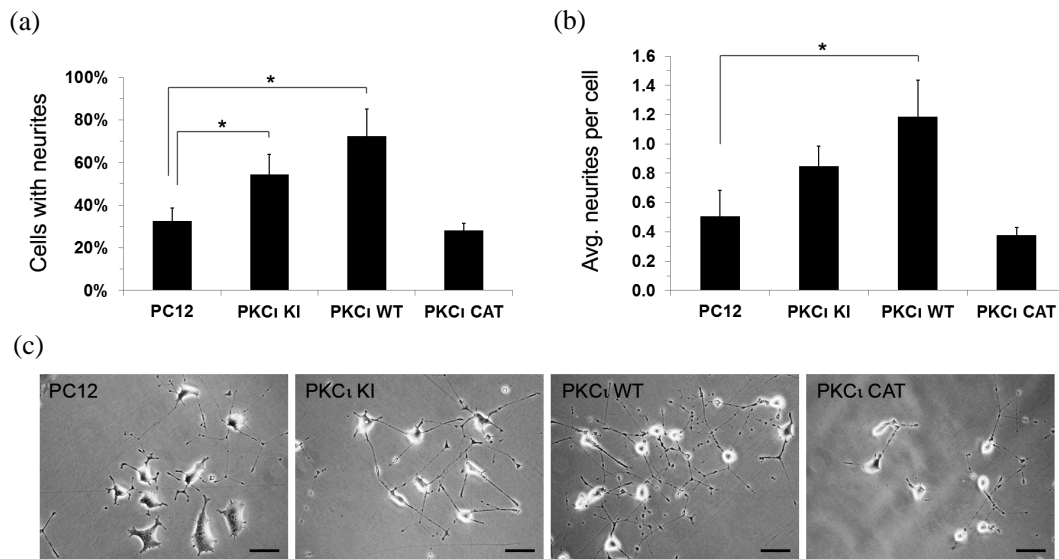 (a)
Cells with neurites
100%
80%
60%
40%
20%
0%
*
*
PC12 PKCι KI PKCι WT PKCι CAT
(b)
Avg. neurites per cell
1.6
1.4
1.2
1.0
0.8
0.6
0.4
0.2
0.0
*
PC12 PKCι KI PKCι WT PKCι CAT
(c)
PC12 PKCι KI PKCι WT PKCι CAT